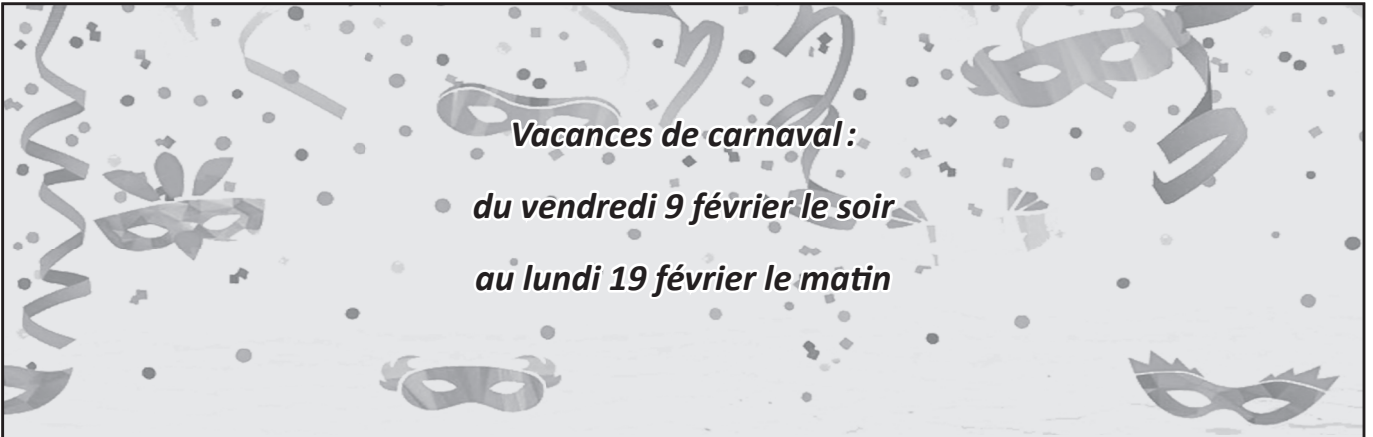 Vacances de carnaval :
du vendredi 9 février le soir
au lundi 19 février le matin